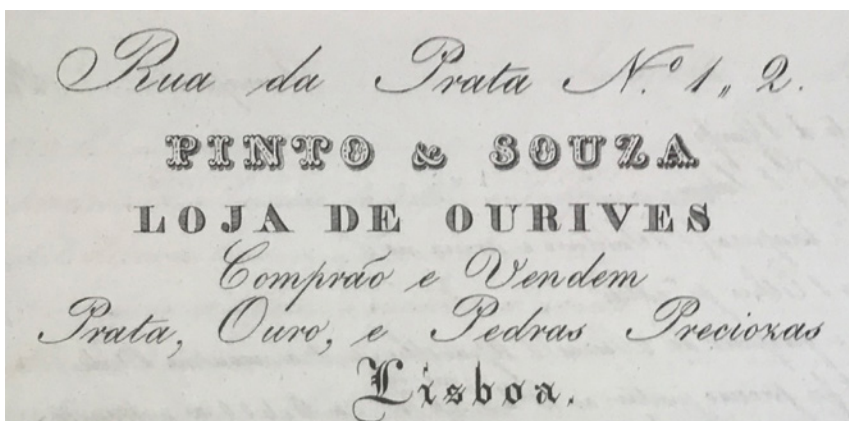 Rua da Prata N.º 1,, 2.
PINTO & SOUZA
LOJA DE OURIVES
Comprão e Vendem
Prata, Ouro, e Pedras Preciozas
Lisboa.